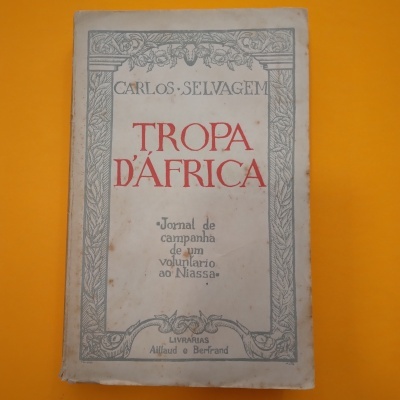 CARLOS · SELVAGEM
TROPA
D'ÁFRICA
•Jornal de
campanha
de um
voluntario
ao Niassa•
LIVRARIAS
Aillaud e Bertrand